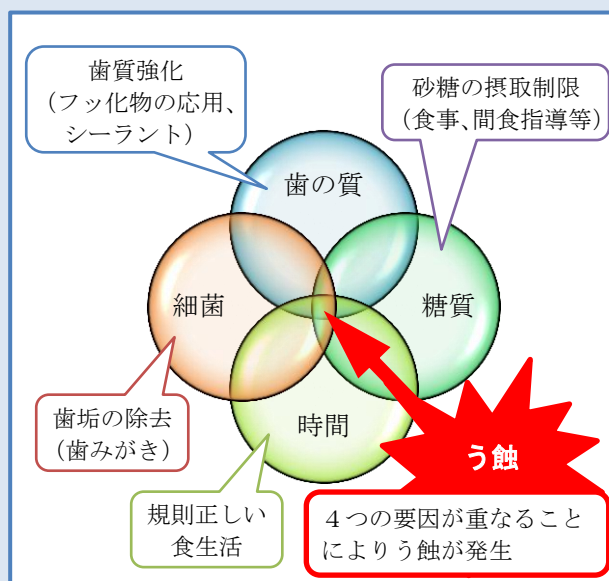 歯質強化
（フッ化物の応用、
シーラント）
砂糖の摂取制限
（食事、間食指導等）
歯の質
細菌
糖質
時間
歯垢の除去
（歯みがき）
う蝕
規則正しい
食生活
４つの要因が重なること
によりう蝕が発生